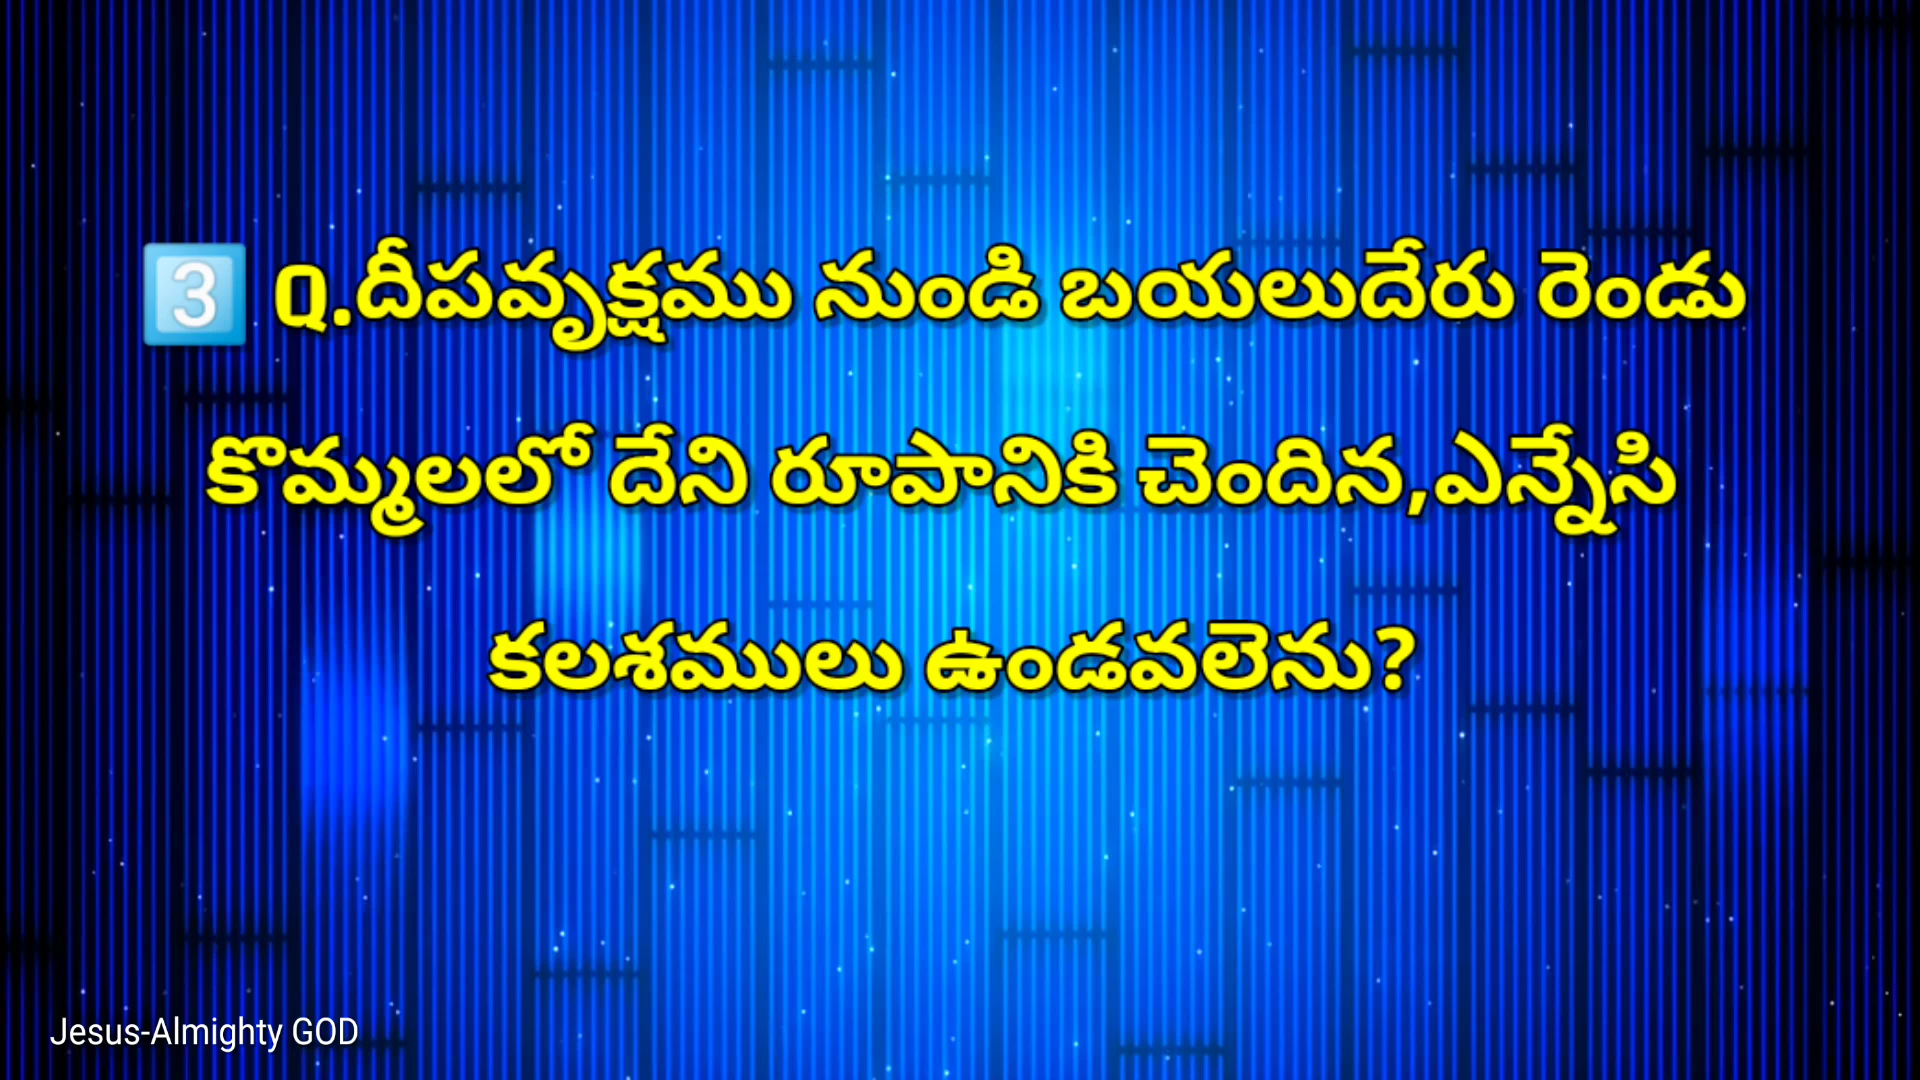 3️⃣ Q.దీపవృక్షము నుండి బయలుదేరు రెండు
కొమ్మలలో దేని రూపానికి చెందిన,ఎన్నేసి
కలశములు ఉండవలెను?
Jesus-Almighty GOD